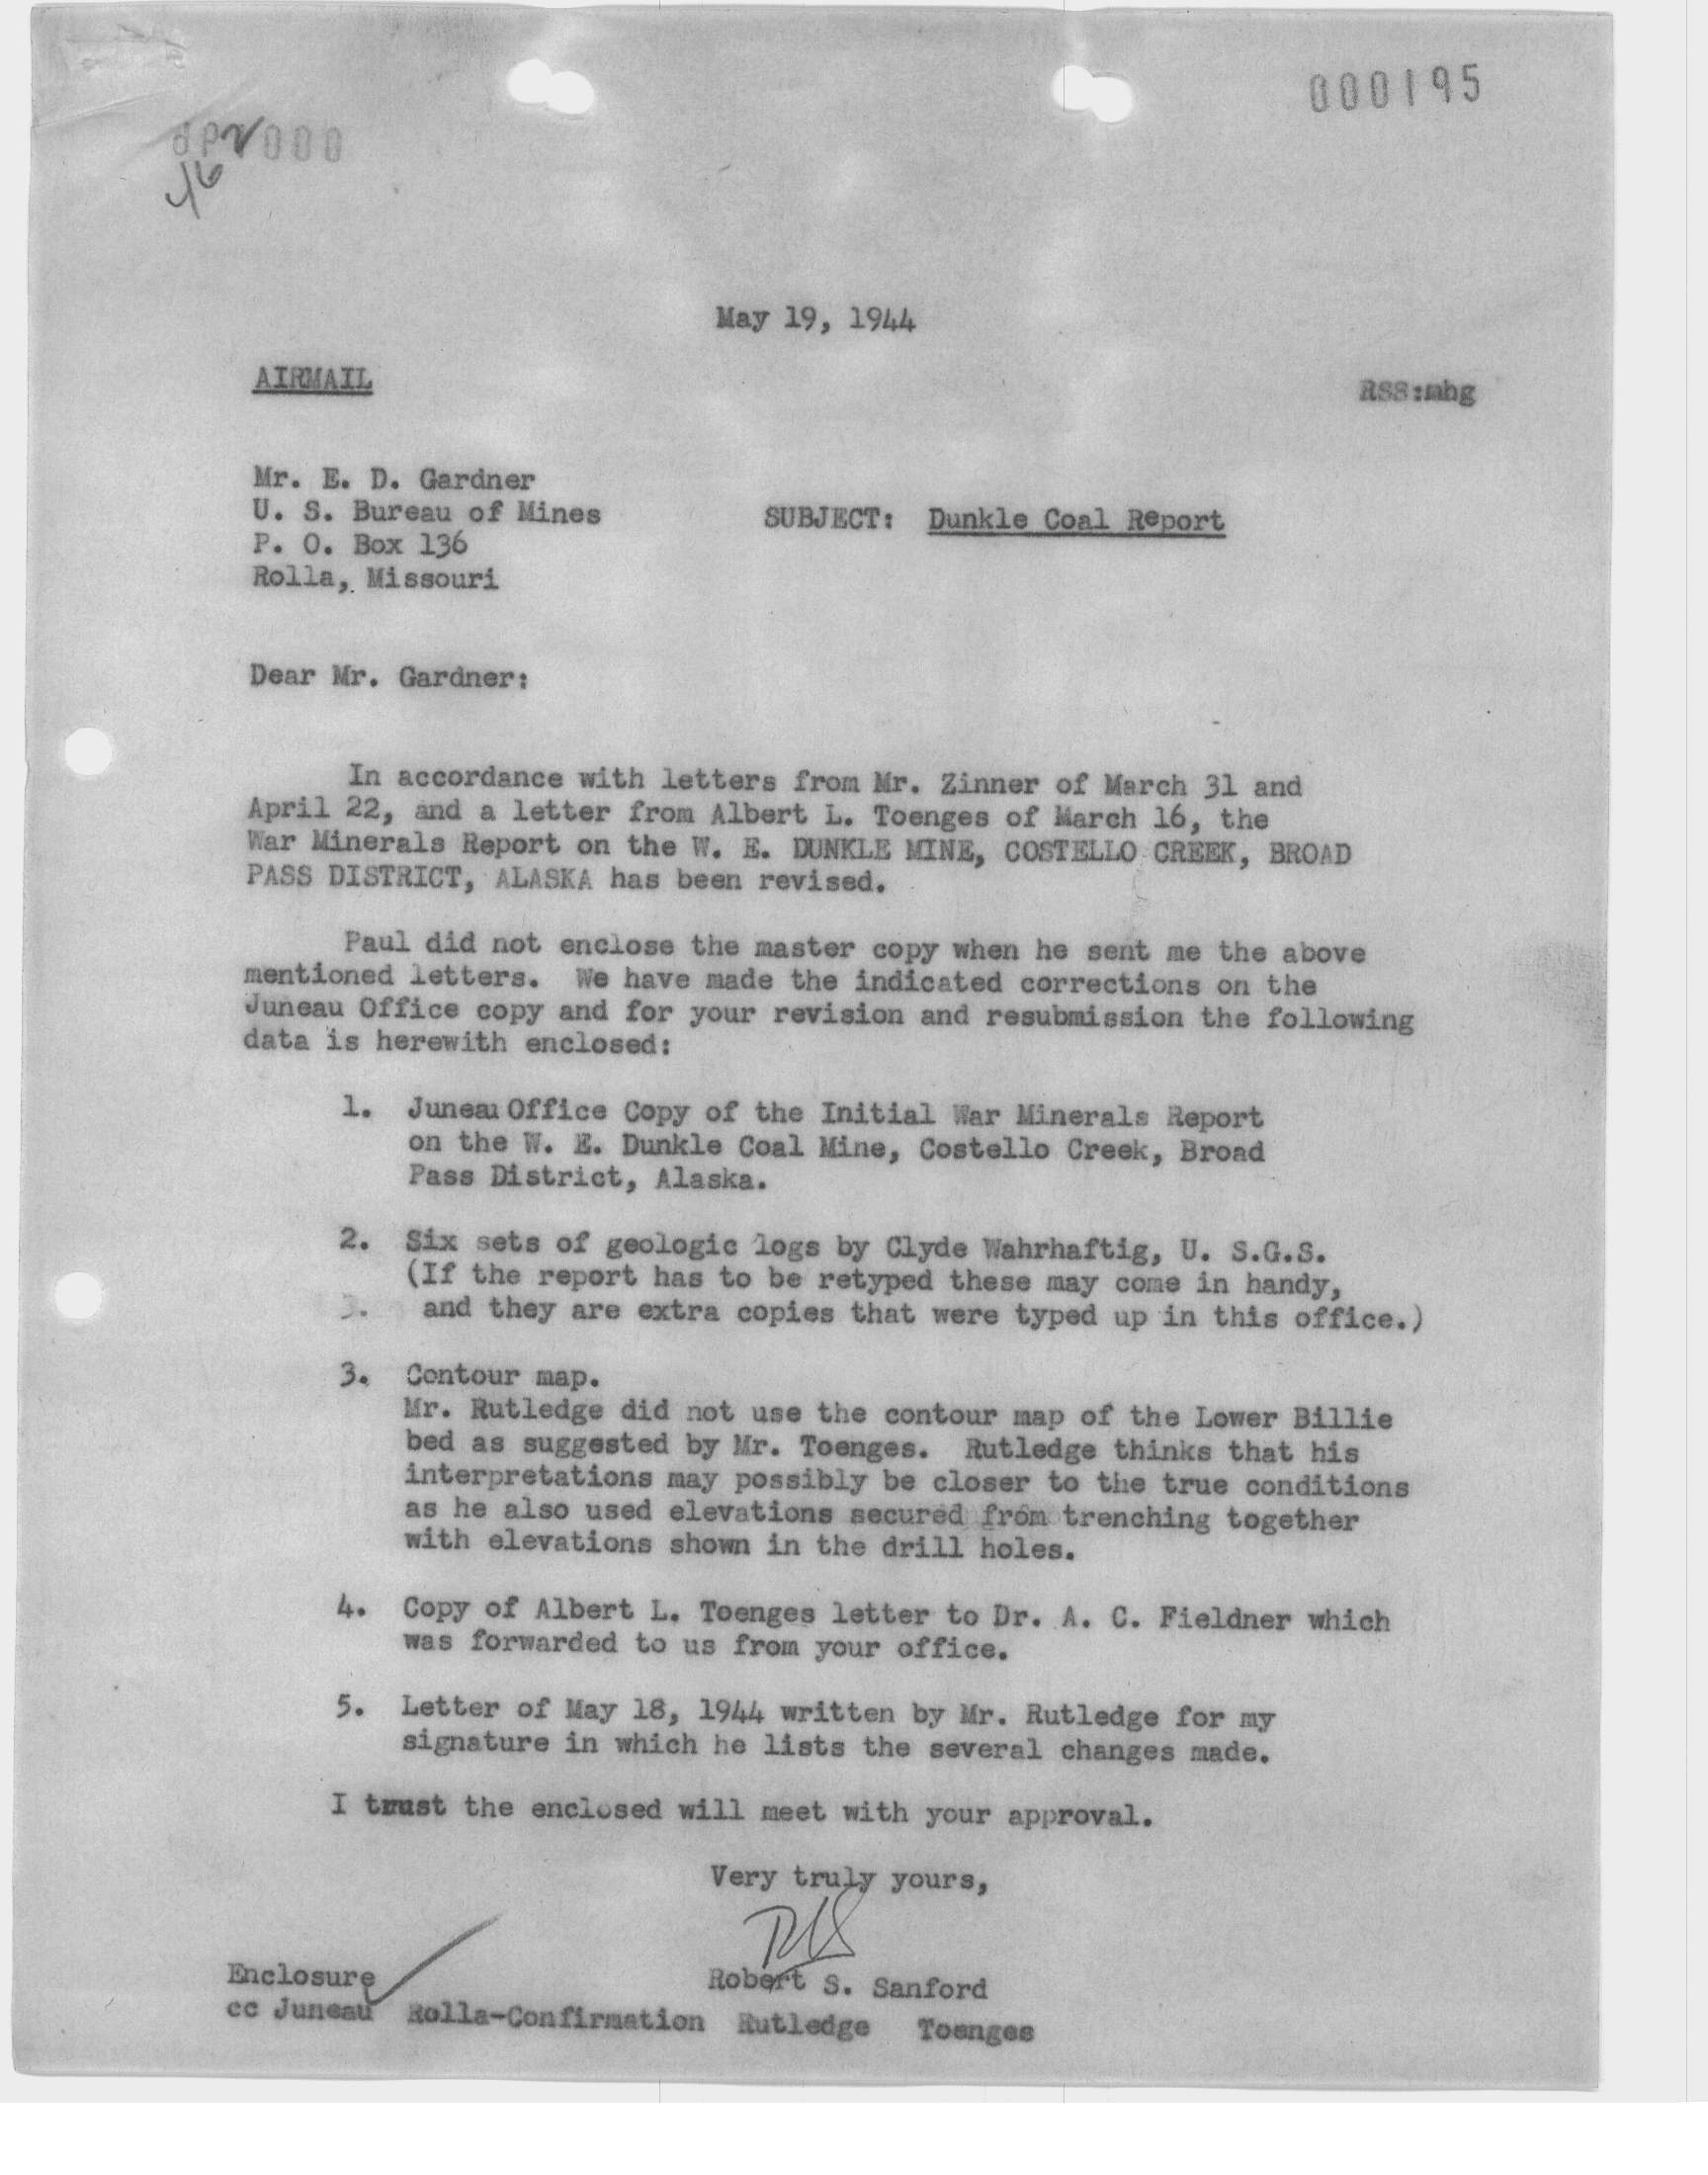 000195
May 19, 1944
AIRMAIL
RSS:mhg
Mr. E. D. Gardner
U. S. Bureau of Mines
SUBJECT: Dunkle Coal Report
P. O. Box 136
Rolla, Missouri
Dear Mr. Gardner:
In accordance with letters from Mr. Zinner of March 31 and
April 22, and a letter from Albert L. Toenges of March 16, the
War Minerals Report on the W. E. DUNKLE MINE, COSTELLO CREEK, BROAD
PASS DISTRICT, ALASKA has been revised.
Paul did not enclose the master copy when he sent me the above
mentioned letters. We have made the indicated corrections on the
Juneau Office copy and for your revision and resubmission the following
data is herewith enclosed:
1. Juneau Office Copy of the Initial War Minerals Report
on the W. E. Dunkle Coal Mine, Costello Creek, Broad
Pass District, Alaska.
2. Six sets of geologic logs by Clyde Wahrhaftig, U. S.G.S.
(If the report has to be retyped these may come in handy,
3. and they are extra copies that were typed up in this office.)
3. Contour map.
Mr. Rutledge did not use the contour map of the Lower Billie
bed as suggested by Mr. Toenges. Rutledge thinks that his
interpretations may possibly be closer to the true conditions
as he also used elevations secured from trenching together
with elevations shown in the drill holes.
4. Copy of Albert L. Toenges letter to Dr. A. C. Fieldner which
was forwarded to us from your office.
5. Letter of May 18, 1944 written by Mr. Rutledge for my
signature in which he lists the several changes made.
I trust the enclosed will meet with your approval.
Very truly yours,
RSS
Robert S. Sanford
Enclosure
cc Juneau Rolla-Confirmation Rutledge Toenges